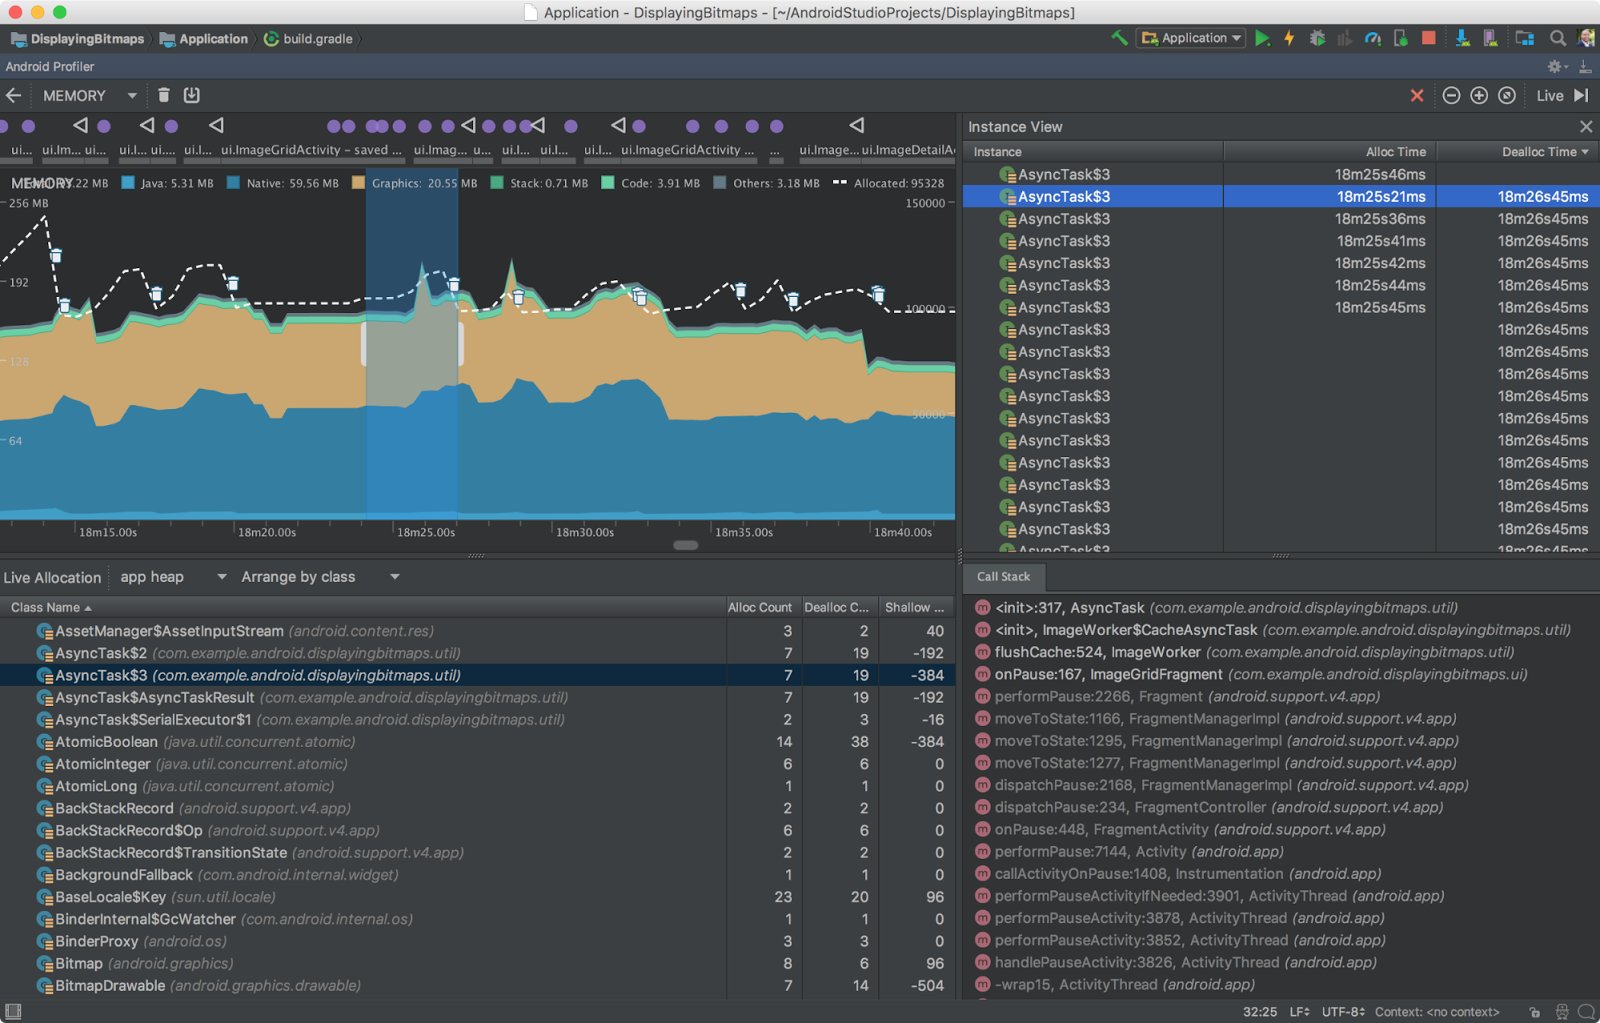 Application - DisplayingBitmaps - [~/AndroidStudioProjects/DisplayingBitmaps]
DisplayingBitmaps Application build.gradle Application
Android Profiler
MEMORY Live
ui... ui.Im... ui... ui.I... ui.... ui.I... ui.ImageGridActivity - saved ... ui.Imag... u... ui.I... ui.I... ui.I... ui.ImageGridActivity ... ... ui.Image... ui.ImageDetailA
MEMORY .22 MB Java: 5.31 MB Native: 59.56 MB Graphics: 20.55 MB Stack: 0.71 MB Code: 3.91 MB Others: 3.18 MB Allocated: 95328
256 MB 150000
192
100000
128
50000
64
18m15.00s 18m20.00s 18m25.00s 18m30.00s 18m35.00s 18m40.00s
Live Allocation app heap Arrange by class
Class Name Alloc Count Dealloc C... Shallow ...
AssetManager$AssetInputStream (android.content.res) 3 2 40
AsyncTask$2 (com.example.android.displayingbitmaps.util) 7 19 -192
AsyncTask$3 (com.example.android.displayingbitmaps.util) 7 19 -384
AsyncTask$AsyncTaskResult (com.example.android.displayingbitmaps.util) 7 19 -192
AsyncTask$SerialExecutor$1 (com.example.android.displayingbitmaps.util) 2 3 -16
AtomicBoolean (java.util.concurrent.atomic) 14 38 -384
AtomicInteger (java.util.concurrent.atomic) 6 6 0
AtomicLong (java.util.concurrent.atomic) 1 1 0
BackStackRecord (android.support.v4.app) 2 2 0
BackStackRecord$Op (android.support.v4.app) 6 6 0
BackStackRecord$TransitionState (android.support.v4.app) 2 2 0
BackgroundFallback (com.android.internal.widget) 1 1 0
BaseLocale$Key (sun.util.locale) 23 20 96
BinderInternal$GcWatcher (com.android.internal.os) 1 1 0
BinderProxy (android.os) 3 3 0
Bitmap (android.graphics) 8 6 96
BitmapDrawable (android.graphics.drawable) 7 14 -504
Instance View
Instance Alloc Time Dealloc Time
AsyncTask$3 18m25s46ms
AsyncTask$3 18m25s21ms 18m26s45ms
AsyncTask$3 18m25s36ms 18m26s45ms
AsyncTask$3 18m25s41ms 18m26s45ms
AsyncTask$3 18m25s42ms 18m26s45ms
AsyncTask$3 18m25s44ms 18m26s45ms
AsyncTask$3 18m25s45ms 18m26s45ms
AsyncTask$3 18m26s45ms
AsyncTask$3 18m26s45ms
AsyncTask$3 18m26s45ms
AsyncTask$3 18m26s45ms
AsyncTask$3 18m26s45ms
AsyncTask$3 18m26s45ms
AsyncTask$3 18m26s45ms
AsyncTask$3 18m26s45ms
AsyncTask$3 18m26s45ms
AsyncTask$3 18m26s45ms
AsyncTask$3 18m26s45ms
Call Stack
<init>:317, AsyncTask (com.example.android.displayingbitmaps.util)
<init>, ImageWorker$CacheAsyncTask (com.example.android.displayingbitmaps.util)
flushCache:524, ImageWorker (com.example.android.displayingbitmaps.util)
onPause:167, ImageGridFragment (com.example.android.displayingbitmaps.ui)
performPause:2266, Fragment (android.support.v4.app)
moveToState:1166, FragmentManagerImpl (android.support.v4.app)
moveToState:1295, FragmentManagerImpl (android.support.v4.app)
moveToState:1277, FragmentManagerImpl (android.support.v4.app)
dispatchPause:2168, FragmentManagerImpl (android.support.v4.app)
dispatchPause:234, FragmentController (android.support.v4.app)
onPause:448, FragmentActivity (android.support.v4.app)
performPause:7144, Activity (android.app)
callActivityOnPause:1408, Instrumentation (android.app)
performPauseActivityIfNeeded:3901, ActivityThread (android.app)
performPauseActivity:3878, ActivityThread (android.app)
performPauseActivity:3852, ActivityThread (android.app)
handlePauseActivity:3826, ActivityThread (android.app)
-wrap15, ActivityThread (android.app)
32:25 LF UTF-8 Context: <no context>